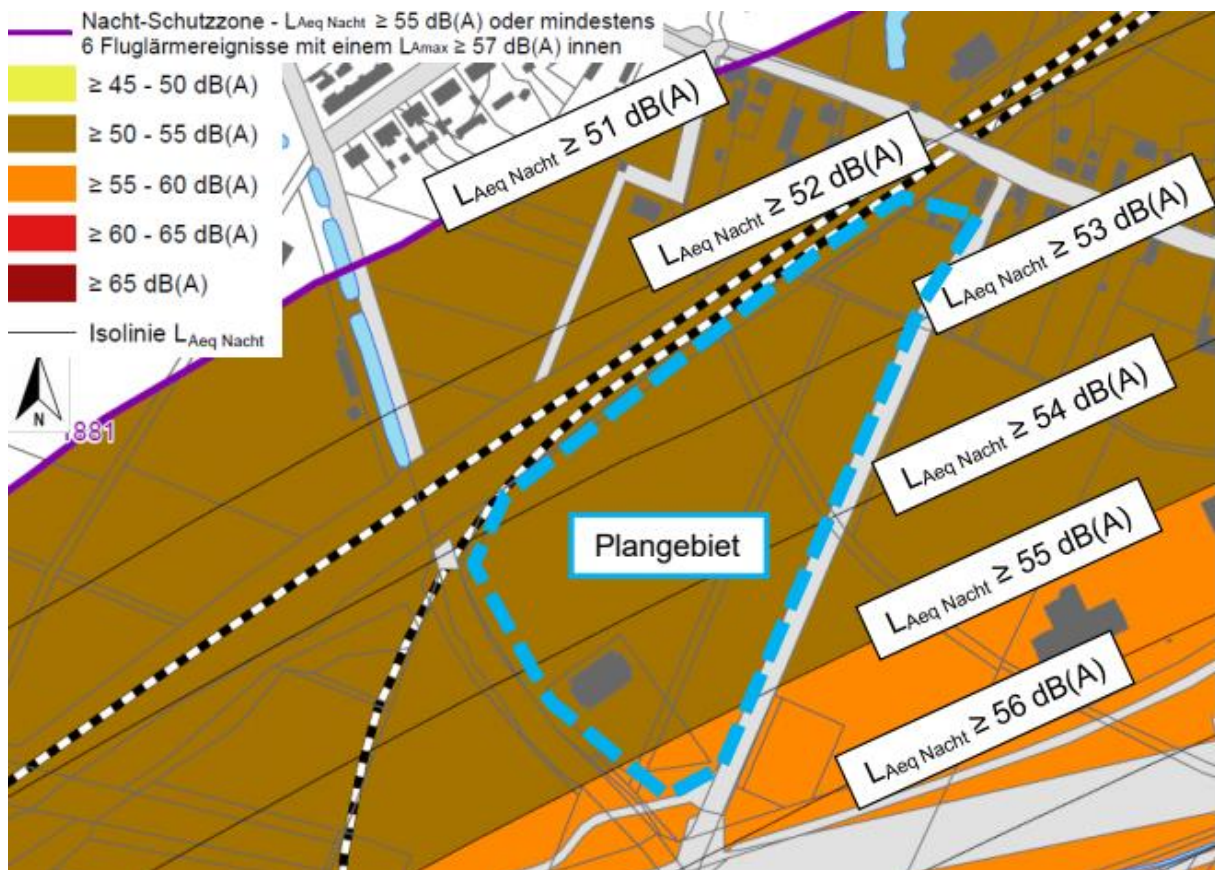 Nacht-Schutzzone - LAeq Nacht ≥ 55 dB(A) oder mindestens
6 Fluglärmereignisse mit einem LAmax ≥ 57 dB(A) innen
≥ 45 - 50 dB(A)
≥ 50 - 55 dB(A)
≥ 55 - 60 dB(A)
≥ 60 - 65 dB(A)
≥ 65 dB(A)
Isolinie LAeq Nacht
N
1881
LAeq Nacht ≥ 51 dB(A)
LAeq Nacht ≥ 52 dB(A)
LAeq Nacht ≥ 53 dB(A)
LAeq Nacht ≥ 54 dB(A)
Plangebiet
LAeq Nacht ≥ 55 dB(A)
LAeq Nacht ≥ 56 dB(A)